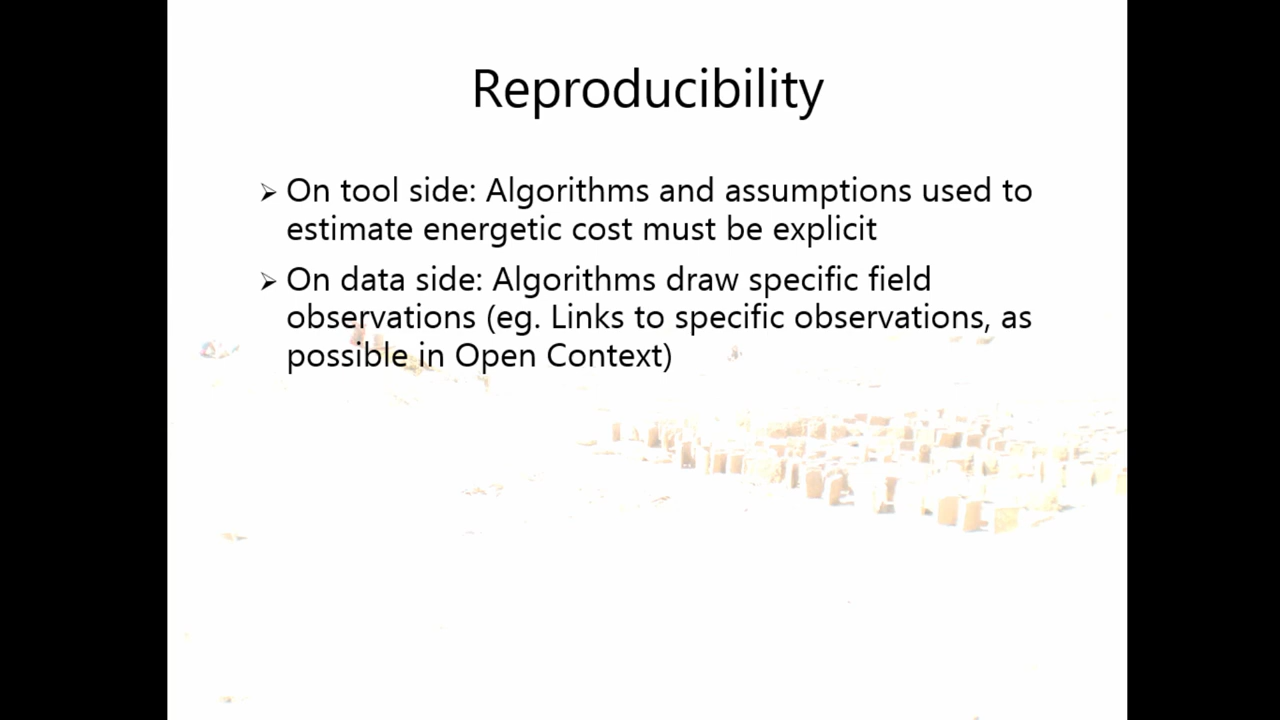 Reproducibility
➢ On tool side: Algorithms and assumptions used to
estimate energetic cost must be explicit
➢ On data side: Algorithms draw specific field
observations (eg. Links to specific observations, as
possible in Open Context)